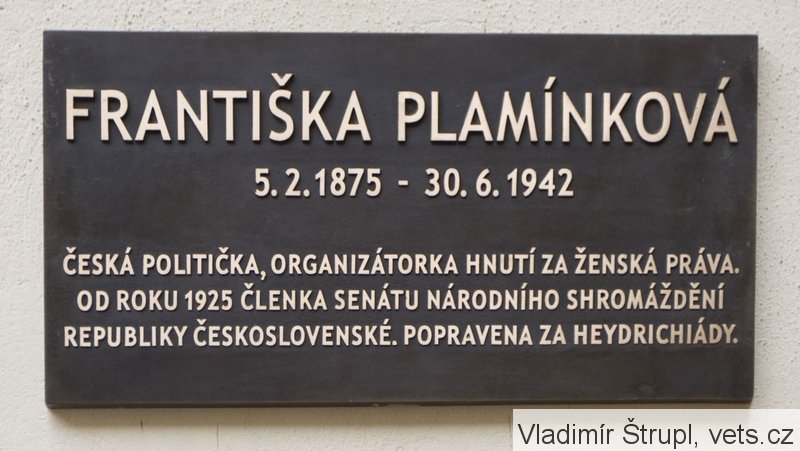 FRANTIŠKA PLAMÍNKOVÁ
5. 2. 1875 - 30. 6. 1942
ČESKÁ POLITIČKA, ORGANIZÁTORKA HNUTÍ ZA ŽENSKÁ PRÁVA.
OD ROKU 1925 ČLENKA SENÁTU NÁRODNÍHO SHROMÁŽDĚNÍ
REPUBLIKY ČESKOSLOVENSKÉ. POPRAVENA ZA HEYDRICHIÁDY.
Vladimír Štrupl, vets.cz